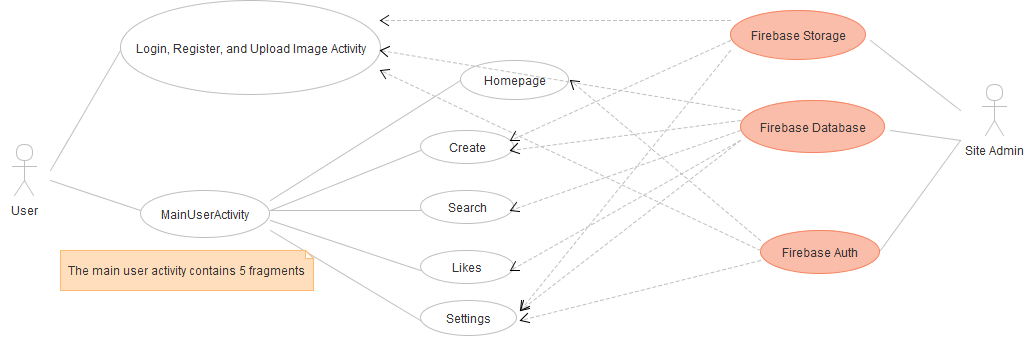 Login, Register, and Upload Image Activity
Firebase Storage
Homepage
Firebase Database
Create
Site Admin
User
MainUserActivity
Search
The main user activity contains 5 fragments
Likes
Firebase Auth
Settings